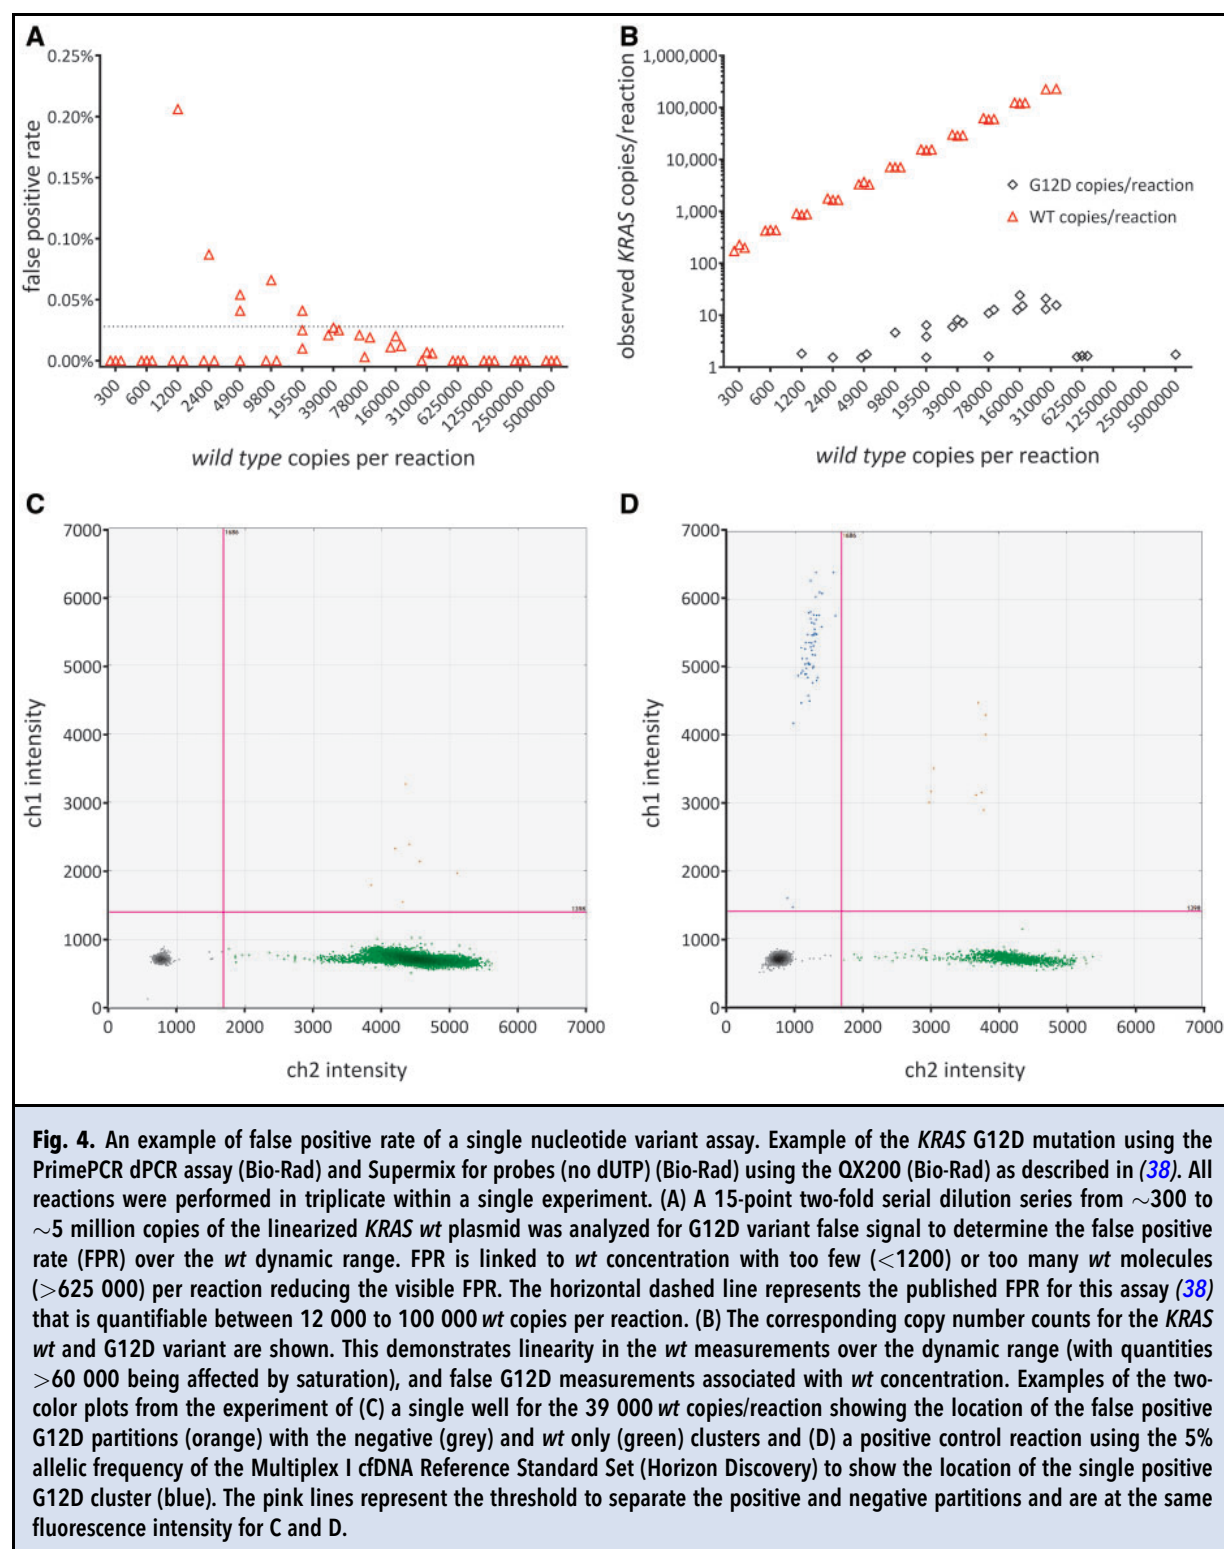 A
0.25%
0.20%
0.15%
0.10%
0.05%
0.00%
false positive rate
300
600
1200
2400
4900
9800
19500
39000
78000
160000
310000
625000
1250000
2500000
5000000
wild type copies per reaction
B
1,000,000
100,000
10,000
1,000
100
10
1
observed KRAS copies/reaction
G12D copies/reaction
WT copies/reaction
300
600
1200
2400
4900
9800
19500
39000
78000
160000
310000
625000
1250000
2500000
5000000
wild type copies per reaction
C
7000
6000
5000
4000
3000
2000
1000
0
ch1 intensity
1686
1398
0 1000 2000 3000 4000 5000 6000 7000
ch2 intensity
D
7000
6000
5000
4000
3000
2000
1000
0
ch1 intensity
1686
1398
0 1000 2000 3000 4000 5000 6000 7000
ch2 intensity
Fig. 4. An example of false positive rate of a single nucleotide variant assay. Example of the KRAS G12D mutation using the
PrimePCR dPCR assay (Bio-Rad) and Supermix for probes (no dUTP) (Bio-Rad) using the QX200 (Bio-Rad) as described in (38). All
reactions were performed in triplicate within a single experiment. (A) A 15-point two-fold serial dilution series from ∼300 to
∼5 million copies of the linearized KRAS wt plasmid was analyzed for G12D variant false signal to determine the false positive
rate (FPR) over the wt dynamic range. FPR is linked to wt concentration with too few (<1200) or too many wt molecules
(>625 000) per reaction reducing the visible FPR. The horizontal dashed line represents the published FPR for this assay (38)
that is quantifiable between 12 000 to 100 000 wt copies per reaction. (B) The corresponding copy number counts for the KRAS
wt and G12D variant are shown. This demonstrates linearity in the wt measurements over the dynamic range (with quantities
>60 000 being affected by saturation), and false G12D measurements associated with wt concentration. Examples of the two-
color plots from the experiment of (C) a single well for the 39 000 wt copies/reaction showing the location of the false positive
G12D partitions (orange) with the negative (grey) and wt only (green) clusters and (D) a positive control reaction using the 5%
allelic frequency of the Multiplex I cfDNA Reference Standard Set (Horizon Discovery) to show the location of the single positive
G12D cluster (blue). The pink lines represent the threshold to separate the positive and negative partitions and are at the same
fluorescence intensity for C and D.